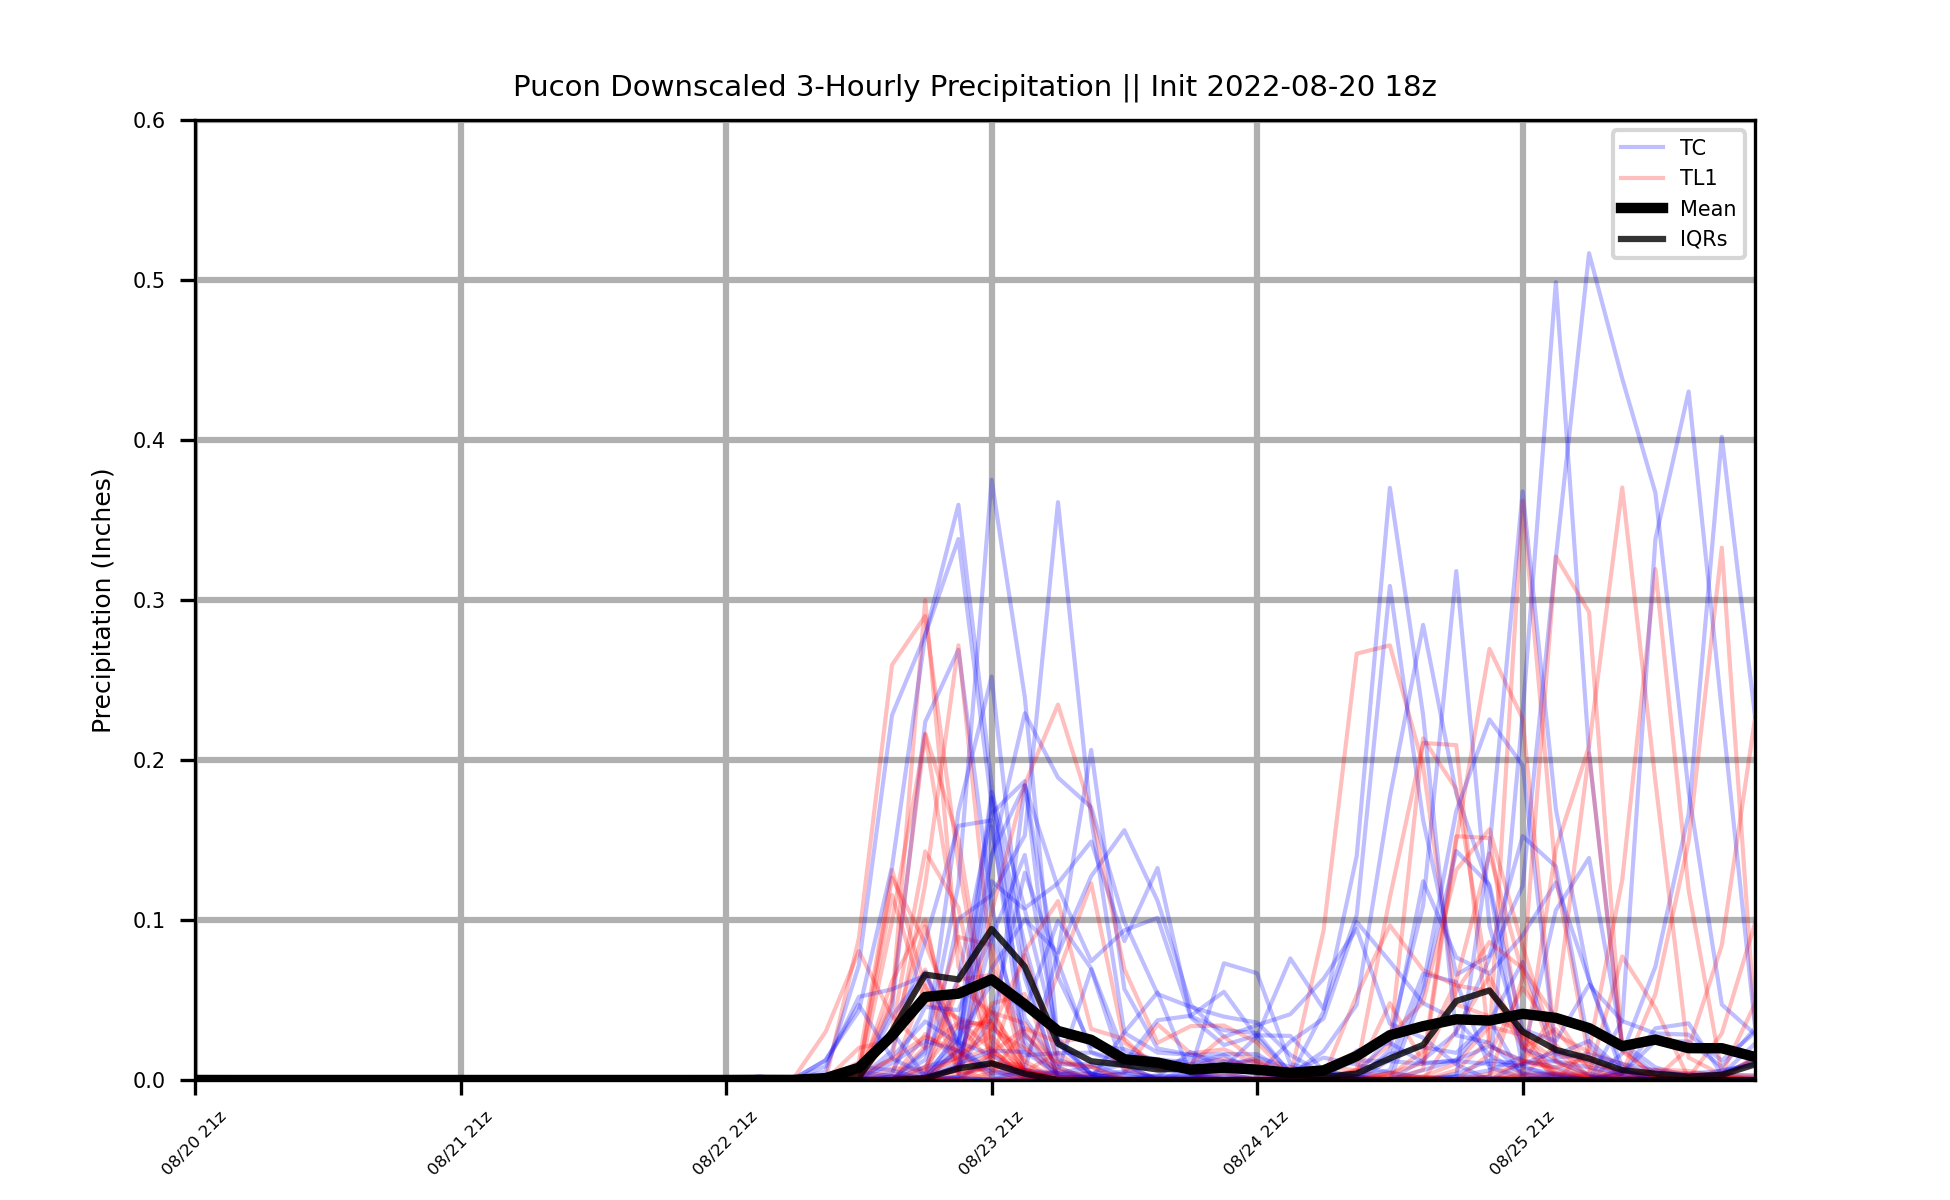 Pucon Downscaled 3-Hourly Precipitation || Init 2022-08-20 18z
0.6
0.5
0.4
0.3
0.2
0.1
0.0
Precipitation (Inches)
TC
TL1
Mean
IQRs
08/20 21z
08/21 21z
08/22 21z
08/23 21z
08/24 21z
08/25 21z